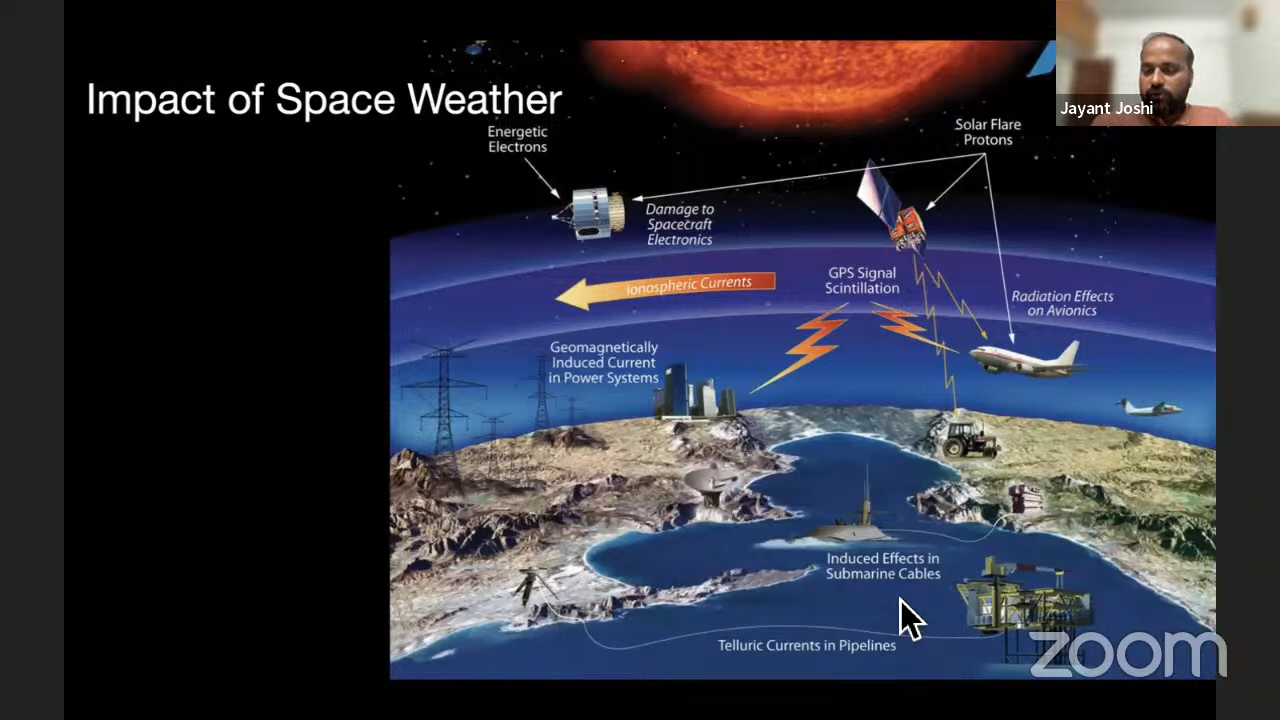 Impact of Space Weather
Jayant Joshi
Energetic
Electrons
Solar Flare
Protons
Damage to
Spacecraft
Electronics
Ionospheric Currents
GPS Signal
Scintillation
Radiation Effects
on Avionics
Geomagnetically
Induced Current
in Power Systems
Induced Effects in
Submarine Cables
Telluric Currents in Pipelines
zoom